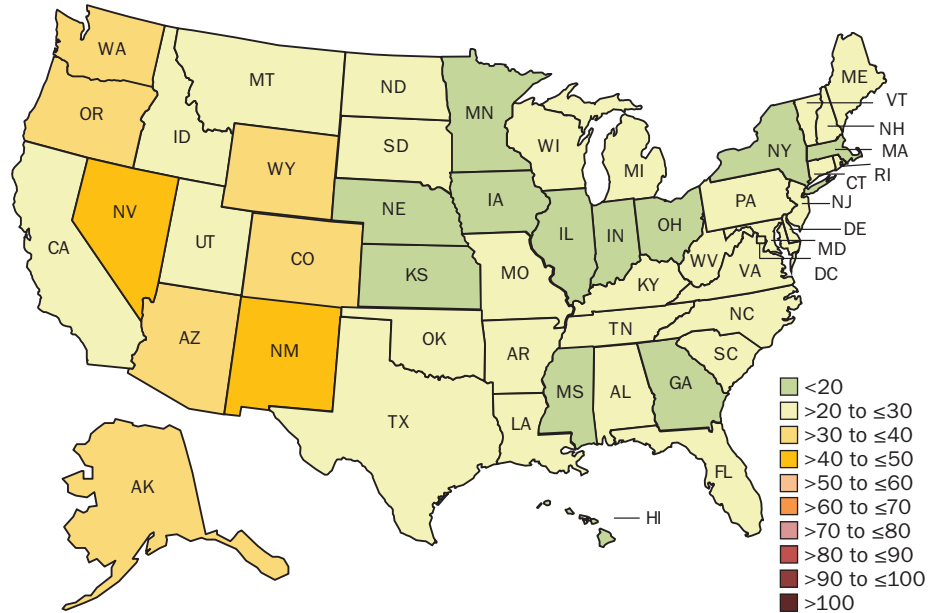 WA
MT
ND
MN
ME
VT
OR
ID
SD
WI
MI
NY
NH
MA
WY
RI
CT
NV
NE
IA
PA
NJ
CA
UT
CO
IL
IN
OH
DE
MD
DC
KS
MO
WV
VA
KY
AZ
NM
OK
TN
NC
AR
SC
TX
MS
AL
GA
LA
FL
AK
HI
<20
>20 to ≤30
>30 to ≤40
>40 to ≤50
>50 to ≤60
>60 to ≤70
>70 to ≤80
>80 to ≤90
>90 to ≤100
>100